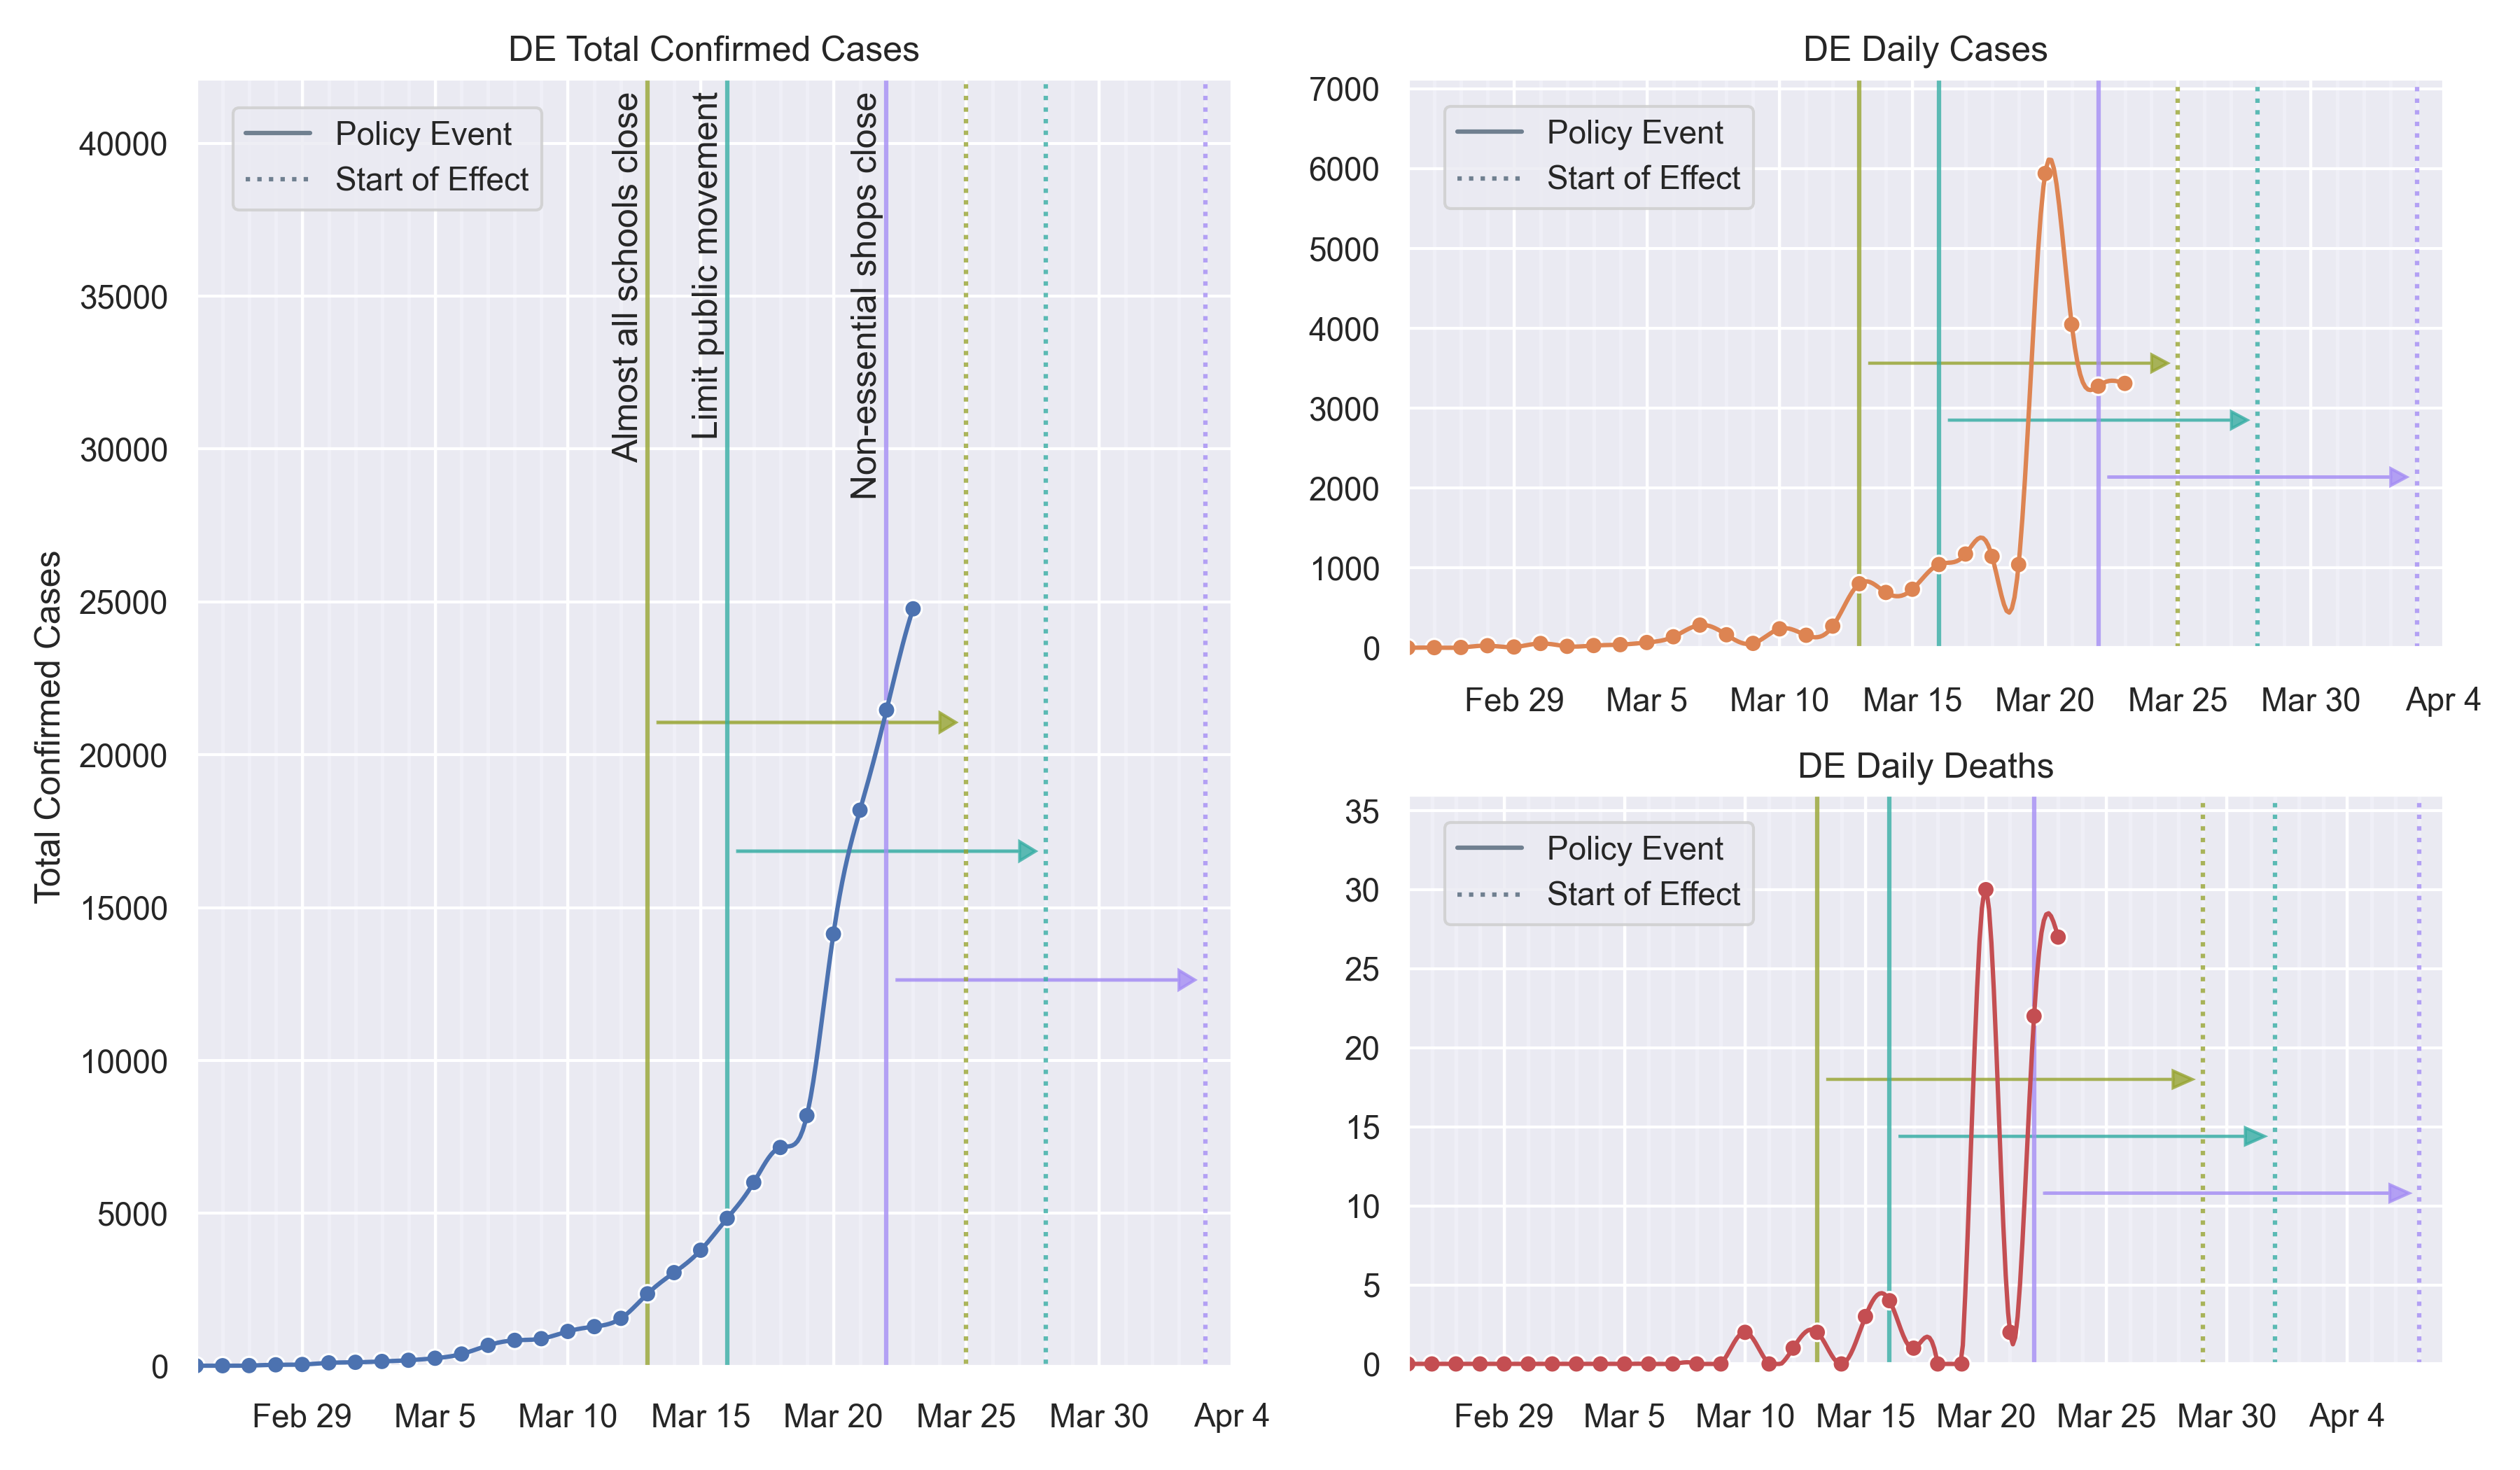 DE Total Confirmed Cases
Policy Event
Start of Effect
Almost all schools close
Limit public movement
Non-essential shops close
Total Confirmed Cases
40000
35000
30000
25000
20000
15000
10000
5000
0
Feb 29 Mar 5 Mar 10 Mar 15 Mar 20 Mar 25 Mar 30 Apr 4
DE Daily Cases
Policy Event
Start of Effect
7000
6000
5000
4000
3000
2000
1000
0
Feb 29 Mar 5 Mar 10 Mar 15 Mar 20 Mar 25 Mar 30 Apr 4
DE Daily Deaths
Policy Event
Start of Effect
35
30
25
20
15
10
5
0
Feb 29 Mar 5 Mar 10 Mar 15 Mar 20 Mar 25 Mar 30 Apr 4